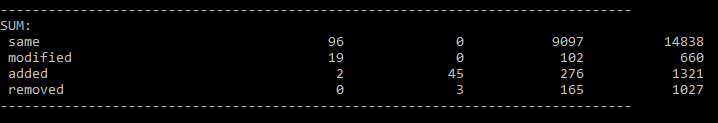 -------------------------------------------------------------------------------
SUM:
 same                                   96              0           9097          14838
 modified                               19              0            102            660
 added                                   2             45            276           1321
 removed                                 0              3            165           1027
-------------------------------------------------------------------------------